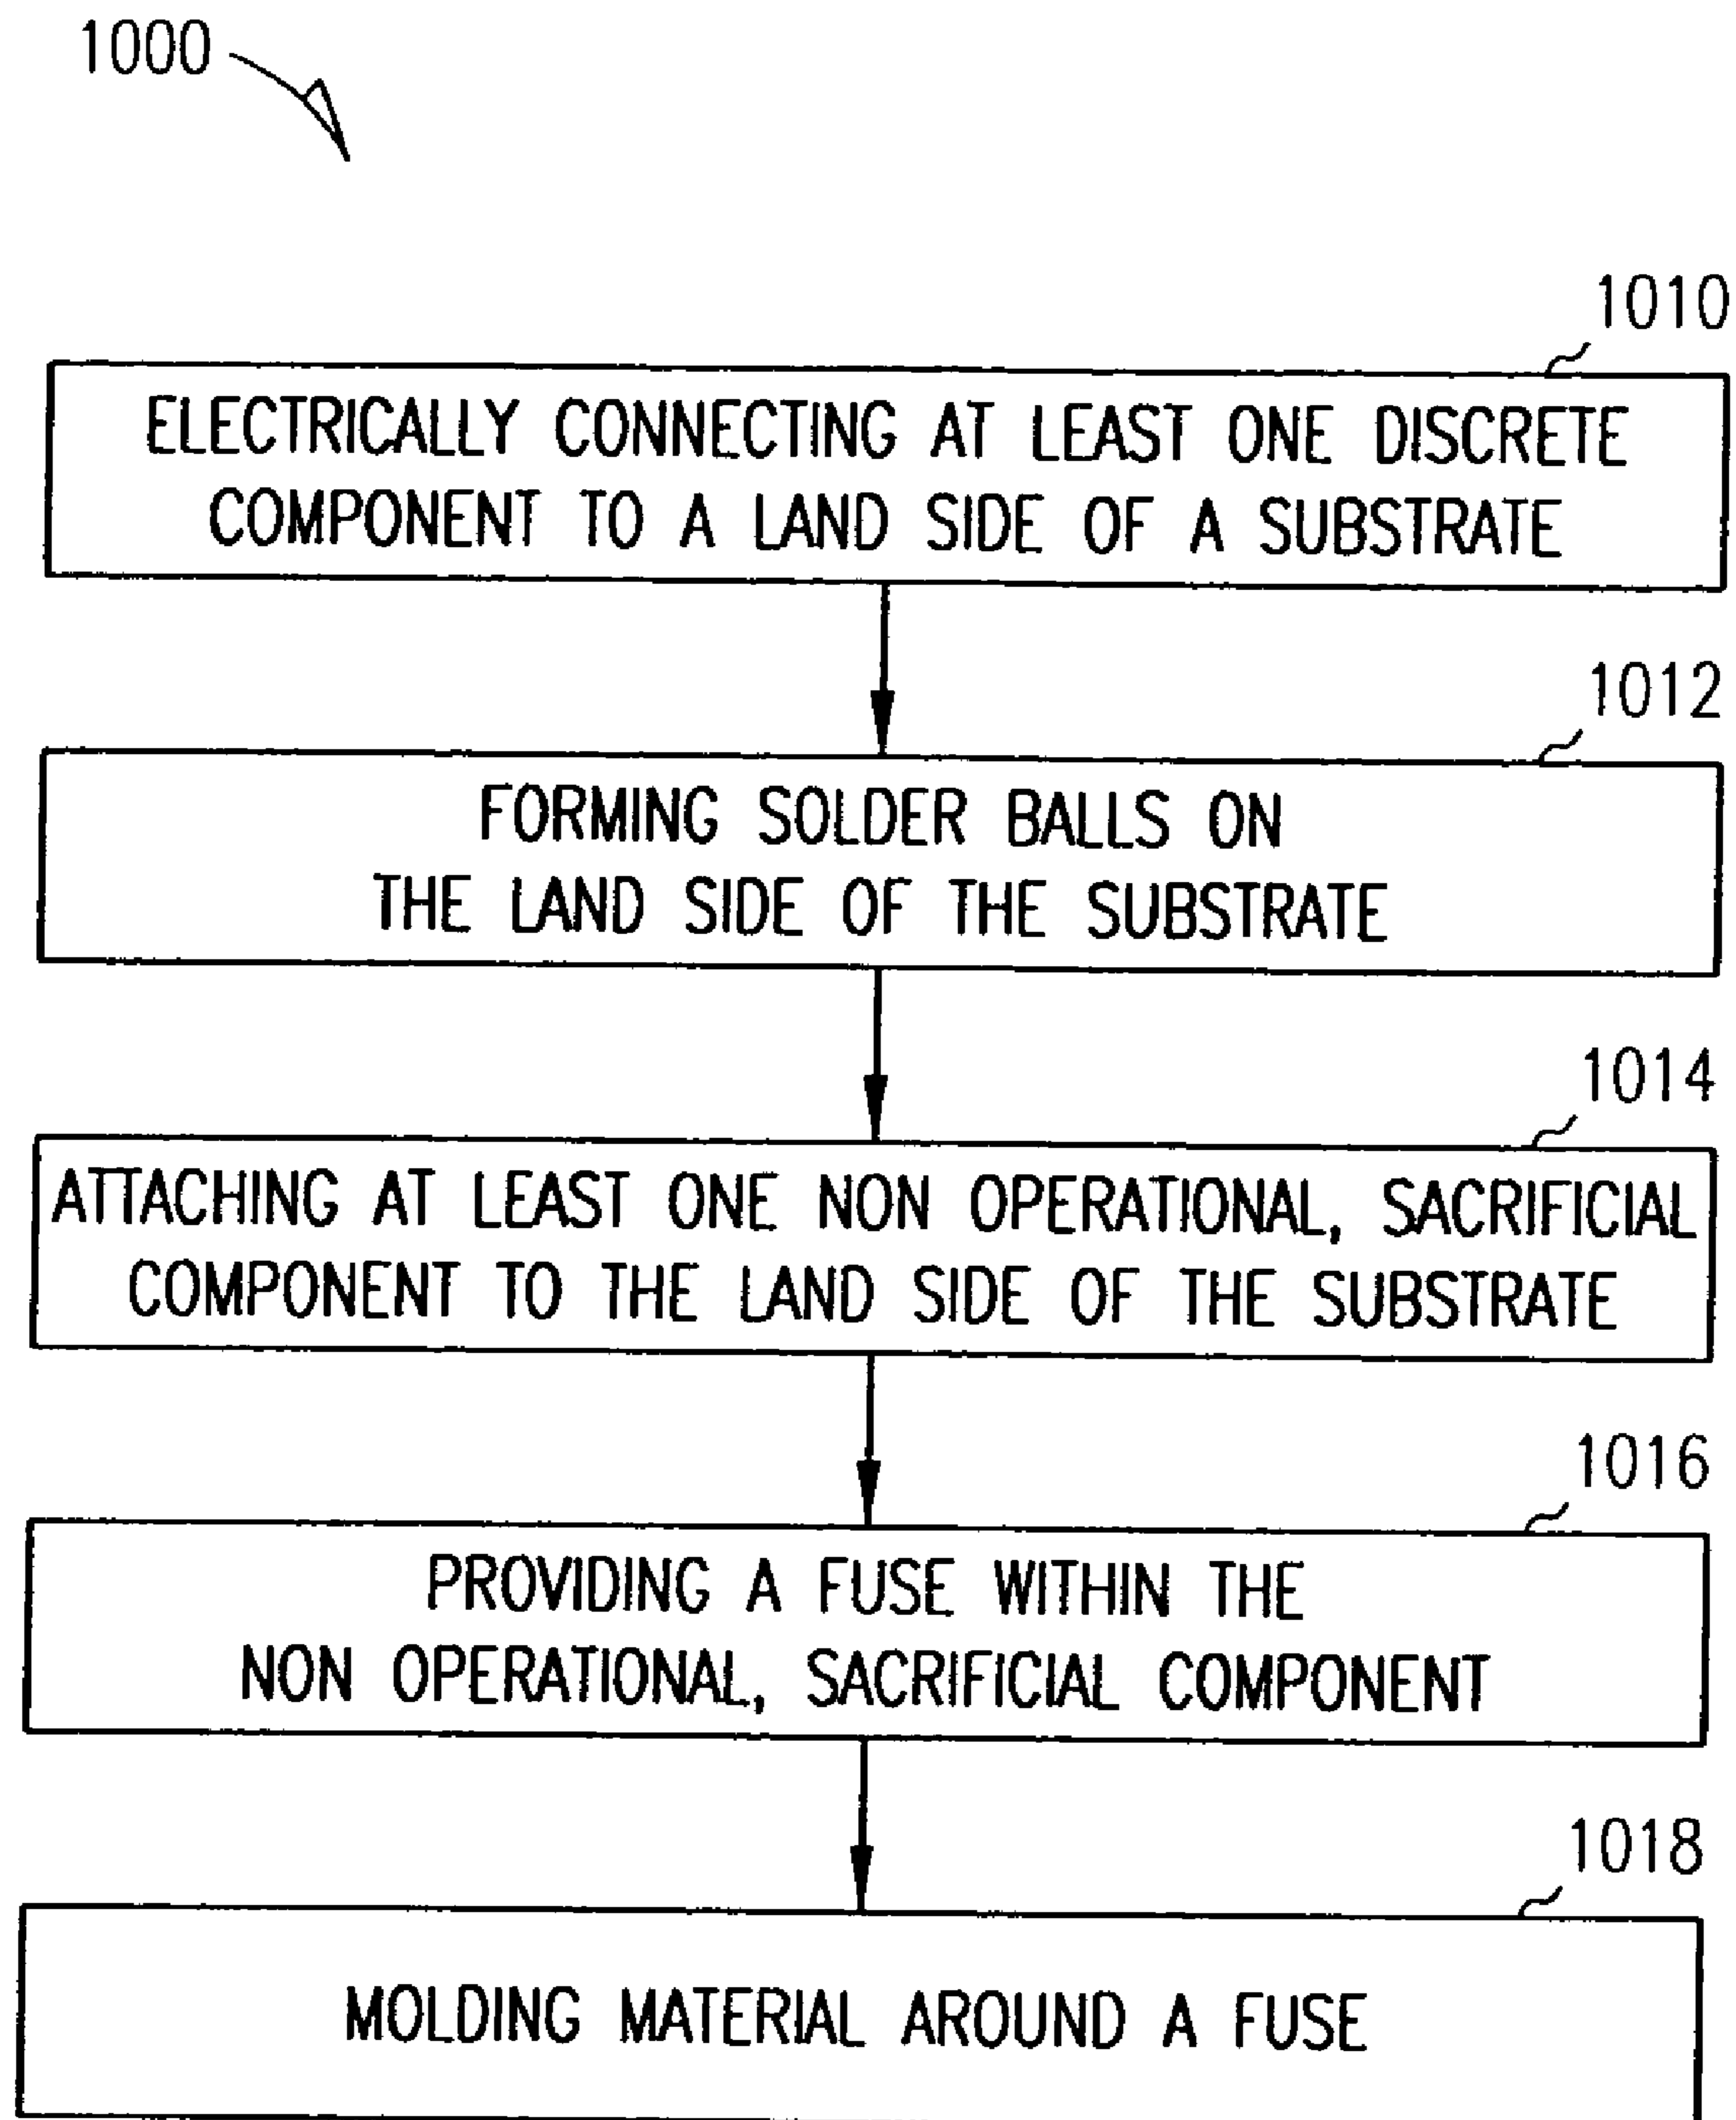 1000
1010
ELECTRICALLY CONNECTING AT LEAST ONE DISCRETE
COMPONENT TO A LAND SIDE OF A SUBSTRATE
1012
FORMING SOLDER BALLS ON
THE LAND SIDE OF THE SUBSTRATE
1014
ATTACHING AT LEAST ONE NON OPERATIONAL, SACRIFICIAL
COMPONENT TO THE LAND SIDE OF THE SUBSTRATE
1016
PROVIDING A FUSE WITHIN THE
NON OPERATIONAL, SACRIFICIAL COMPONENT
1018
MOLDING MATERIAL AROUND A FUSE